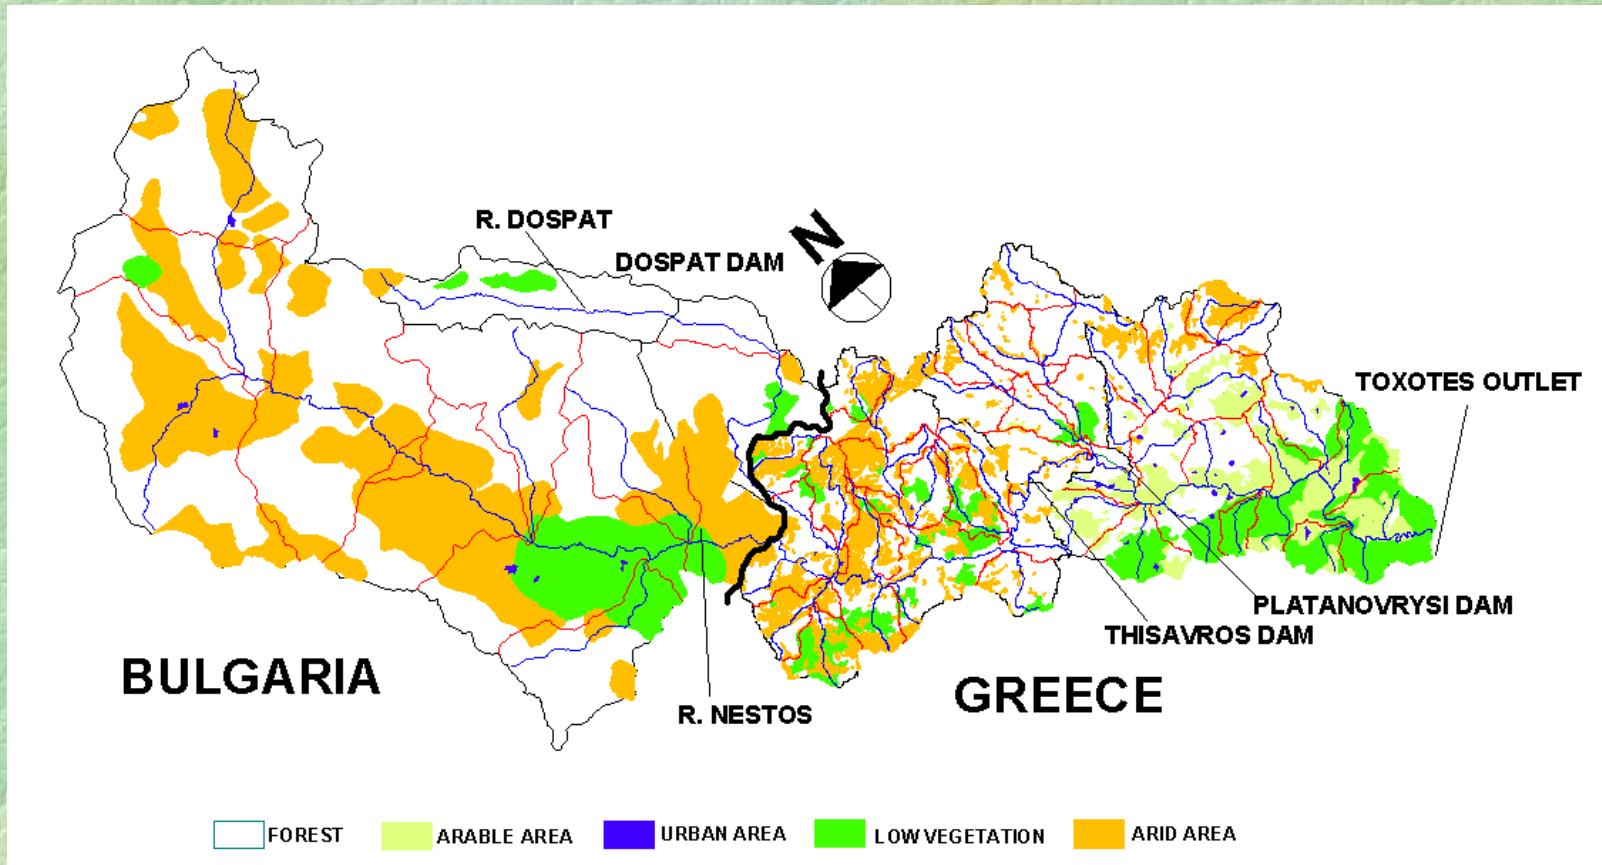 R. DOSPAT
DOSPAT DAM
N
TOXOTES OUTLET
PLATANOVRYSI DAM
THISAVROS DAM
BULGARIA
GREECE
R. NESTOS
FOREST
ARABLE AREA
URBAN AREA
LOW VEGETATION
ARID AREA